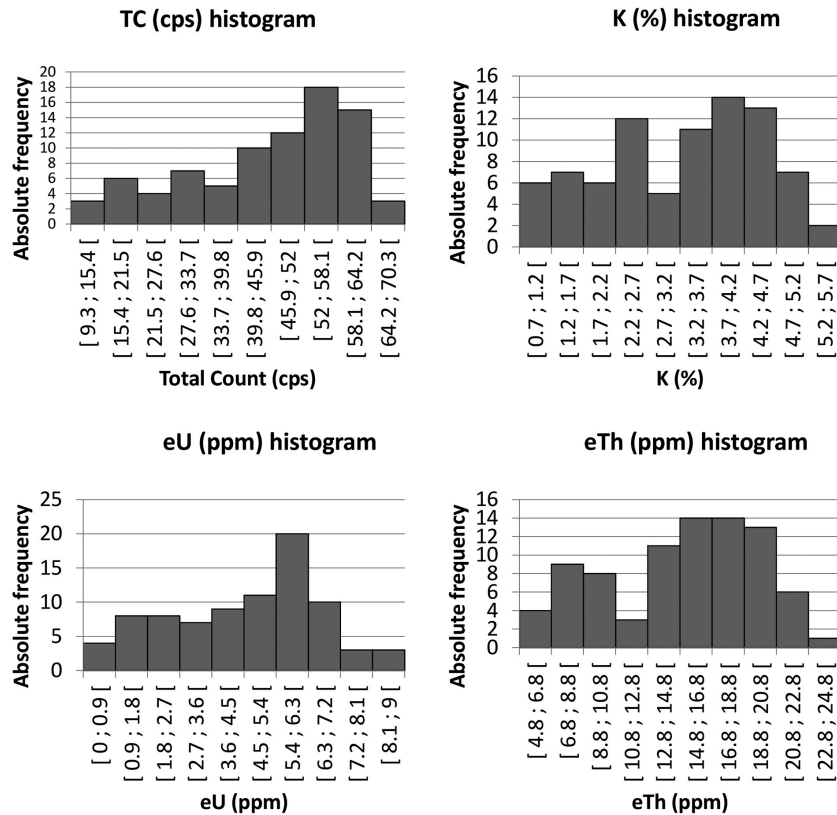 TC (cps) histogram
Absolute frequency
20
18
16
14
12
10
8
6
4
2
0
[ 9.3 ; 15.4 [
[ 15.4 ; 21.5 [
[ 21.5 ; 27.6 [
[ 27.6 ; 33.7 [
[ 33.7 ; 39.8 [
[ 39.8 ; 45.9 [
[ 45.9 ; 52 [
[ 52 ; 58.1 [
[ 58.1 ; 64.2 [
[ 64.2 ; 70.3 [
Total Count (cps)
K (%) histogram
Absolute frequency
16
14
12
10
8
6
4
2
0
[ 0.7 ; 1.2 [
[ 1.2 ; 1.7 [
[ 1.7 ; 2.2 [
[ 2.2 ; 2.7 [
[ 2.7 ; 3.2 [
[ 3.2 ; 3.7 [
[ 3.7 ; 4.2 [
[ 4.2 ; 4.7 [
[ 4.7 ; 5.2 [
[ 5.2 ; 5.7 [
K (%)
eU (ppm) histogram
Absolute frequency
25
20
15
10
5
0
[ 0 ; 0.9 [
[ 0.9 ; 1.8 [
[ 1.8 ; 2.7 [
[ 2.7 ; 3.6 [
[ 3.6 ; 4.5 [
[ 4.5 ; 5.4 [
[ 5.4 ; 6.3 [
[ 6.3 ; 7.2 [
[ 7.2 ; 8.1 [
[ 8.1 ; 9 [
eU (ppm)
eTh (ppm) histogram
Absolute frequency
16
14
12
10
8
6
4
2
0
[ 4.8 ; 6.8 [
[ 6.8 ; 8.8 [
[ 8.8 ; 10.8 [
[ 10.8 ; 12.8 [
[ 12.8 ; 14.8 [
[ 14.8 ; 16.8 [
[ 16.8 ; 18.8 [
[ 18.8 ; 20.8 [
[ 20.8 ; 22.8 [
[ 22.8 ; 24.8 [
eTh (ppm)